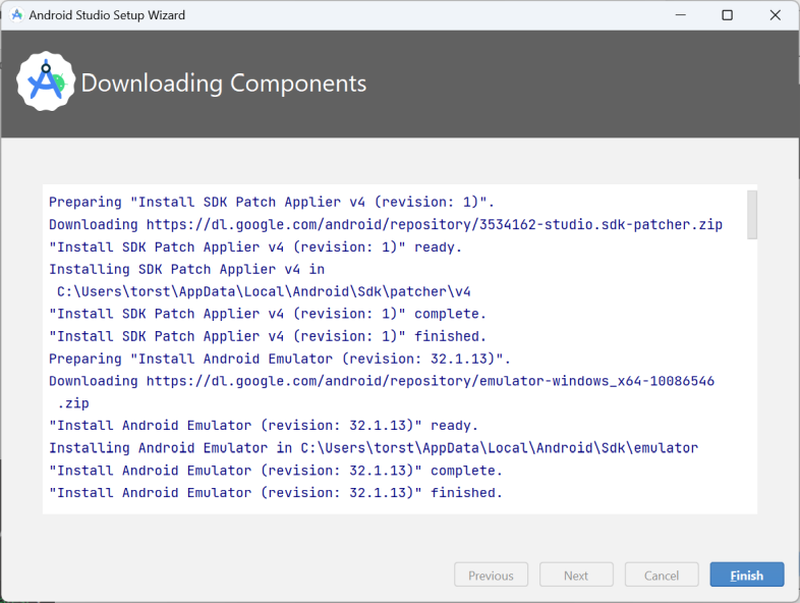 Android Studio Setup Wizard
Downloading Components
Preparing "Install SDK Patch Applier v4 (revision: 1)".
Downloading https://dl.google.com/android/repository/3534162-studio.sdk-patcher.zip
"Install SDK Patch Applier v4 (revision: 1)" ready.
Installing SDK Patch Applier v4 in
C:\Users\torst\AppData\Local\Android\Sdk\patcher\v4
"Install SDK Patch Applier v4 (revision: 1)" complete.
"Install SDK Patch Applier v4 (revision: 1)" finished.
Preparing "Install Android Emulator (revision: 32.1.13)".
Downloading https://dl.google.com/android/repository/emulator-windows_x64-10086546
.zip
"Install Android Emulator (revision: 32.1.13)" ready.
Installing Android Emulator in C:\Users\torst\AppData\Local\Android\Sdk\emulator
"Install Android Emulator (revision: 32.1.13)" complete.
"Install Android Emulator (revision: 32.1.13)" finished.
Previous Next Cancel Finish